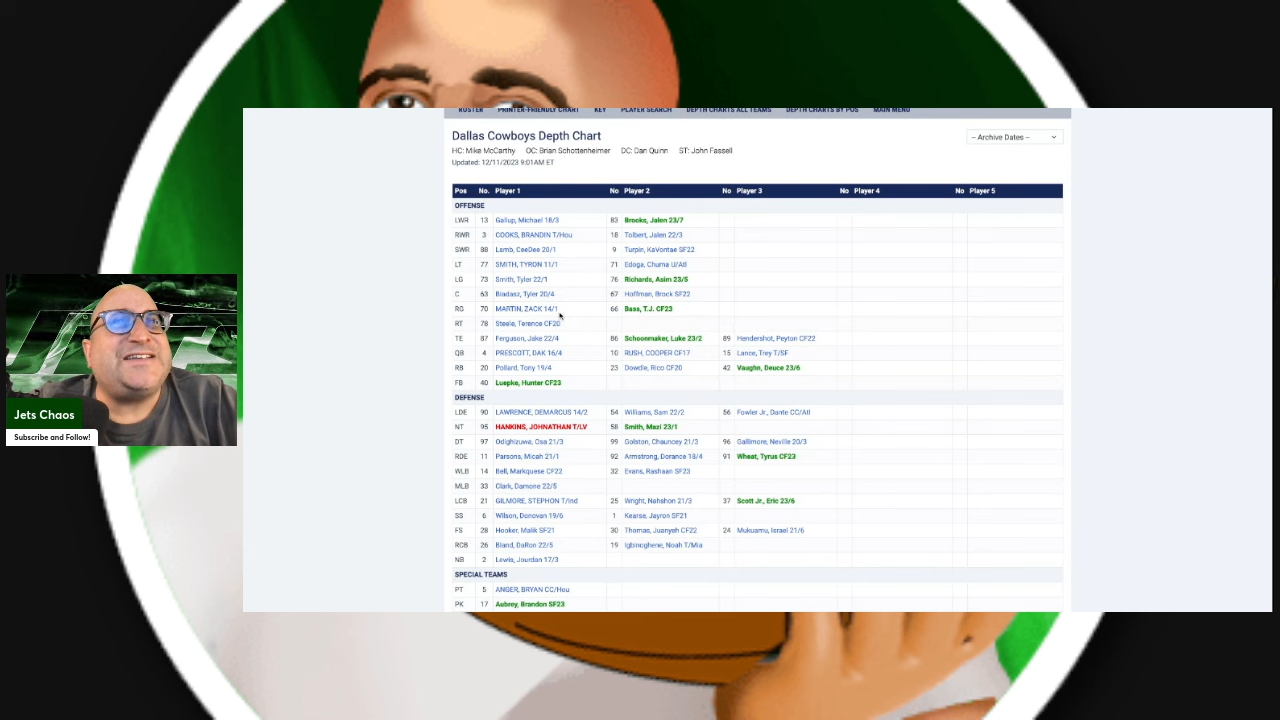 ROSTER PRINTER-FRIENDLY CHART KEY PLAYER SEARCH DEPTH CHARTS ALL TEAMS DEPTH CHARTS BY POS MAIN MENU
Dallas Cowboys Depth Chart
-- Archive Dates --
HC: Mike McCarthy OC: Brian Schottenheimer DC: Dan Quinn ST: John Fassell
Updated: 12/11/2023 9:01AM ET
Pos No. Player 1 No Player 2 No Player 3 No Player 4 No Player 5
OFFENSE
LWR 13 Gallup, Michael 18/3 83 Brooks, Jalen 23/7
RWR 3 COOKS, BRANDIN T/Hou 18 Tolbert, Jalen 22/3
SWR 88 Lamb, CeeDee 20/1 9 Turpin, KaVontae SF22
LT 77 SMITH, TYRON 11/1 71 Edoga, Chuma U/Atl
LG 73 Smith, Tyler 22/1 76 Richards, Asim 23/5
C 63 Biadasz, Tyler 20/4 67 Hoffman, Brock SF22
RG 70 MARTIN, ZACK 14/1 66 Bass, T.J. CF23
RT 78 Steele, Terence CF20
TE 87 Ferguson, Jake 22/4 86 Schoonmaker, Luke 23/2 89 Hendershot, Peyton CF22
QB 4 PRESCOTT, DAK 16/4 10 RUSH, COOPER CF17 15 Lance, Trey T/SF
RB 20 Pollard, Tony 19/4 23 Dowdle, Rico CF20 42 Vaughn, Deuce 23/6
FB 40 Luepke, Hunter CF23
DEFENSE
LDE 90 LAWRENCE, DEMARCUS 14/2 54 Williams, Sam 22/2 56 Fowler Jr., Dante CC/Atl
NT 95 HANKINS, JOHNATHAN T/LV 58 Smith, Mazi 23/1
DT 97 Odighizuwa, Osa 21/3 99 Golston, Chauncey 21/3 96 Gallimore, Neville 20/3
RDE 11 Parsons, Micah 21/1 92 Armstrong, Dorance 18/4 91 Wheat, Tyrus CF23
WLB 14 Bell, Markquese CF22 32 Evans, Rashaan SF23
MLB 33 Clark, Damone 22/5
LCB 21 GILMORE, STEPHON T/Ind 25 Wright, Nahshon 21/3 37 Scott Jr., Eric 23/6
SS 6 Wilson, Donovan 19/6 1 Kearse, Jayron SF21
FS 28 Hooker, Malik SF21 30 Thomas, Juanyeh CF22 24 Mukuamu, Israel 21/6
RCB 26 Bland, DaRon 22/5 19 Igbinoghene, Noah T/Mia
NB 2 Lewis, Jourdan 17/3
SPECIAL TEAMS
PT 5 ANGER, BRYAN CC/Hou
PK 17 Aubrey, Brandon SF23
Jets Chaos
Subscribe and Follow!